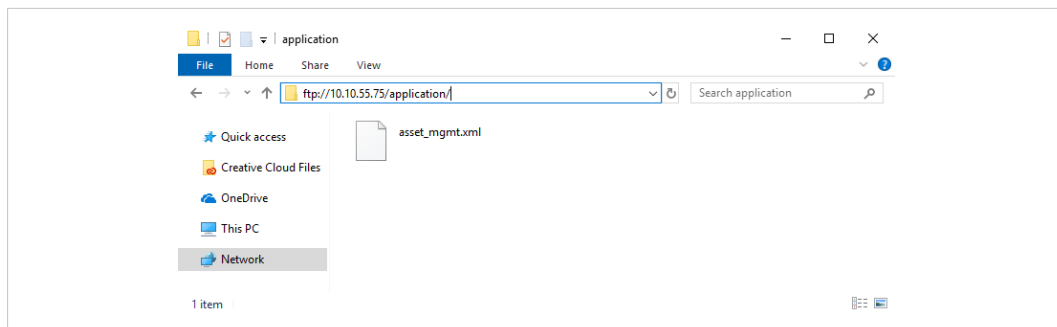 application
File Home Share View
ftp://10.10.55.75/application/ Search application
Quick access
asset_mgmt.xml
Creative Cloud Files
OneDrive
This PC
Network
1 item